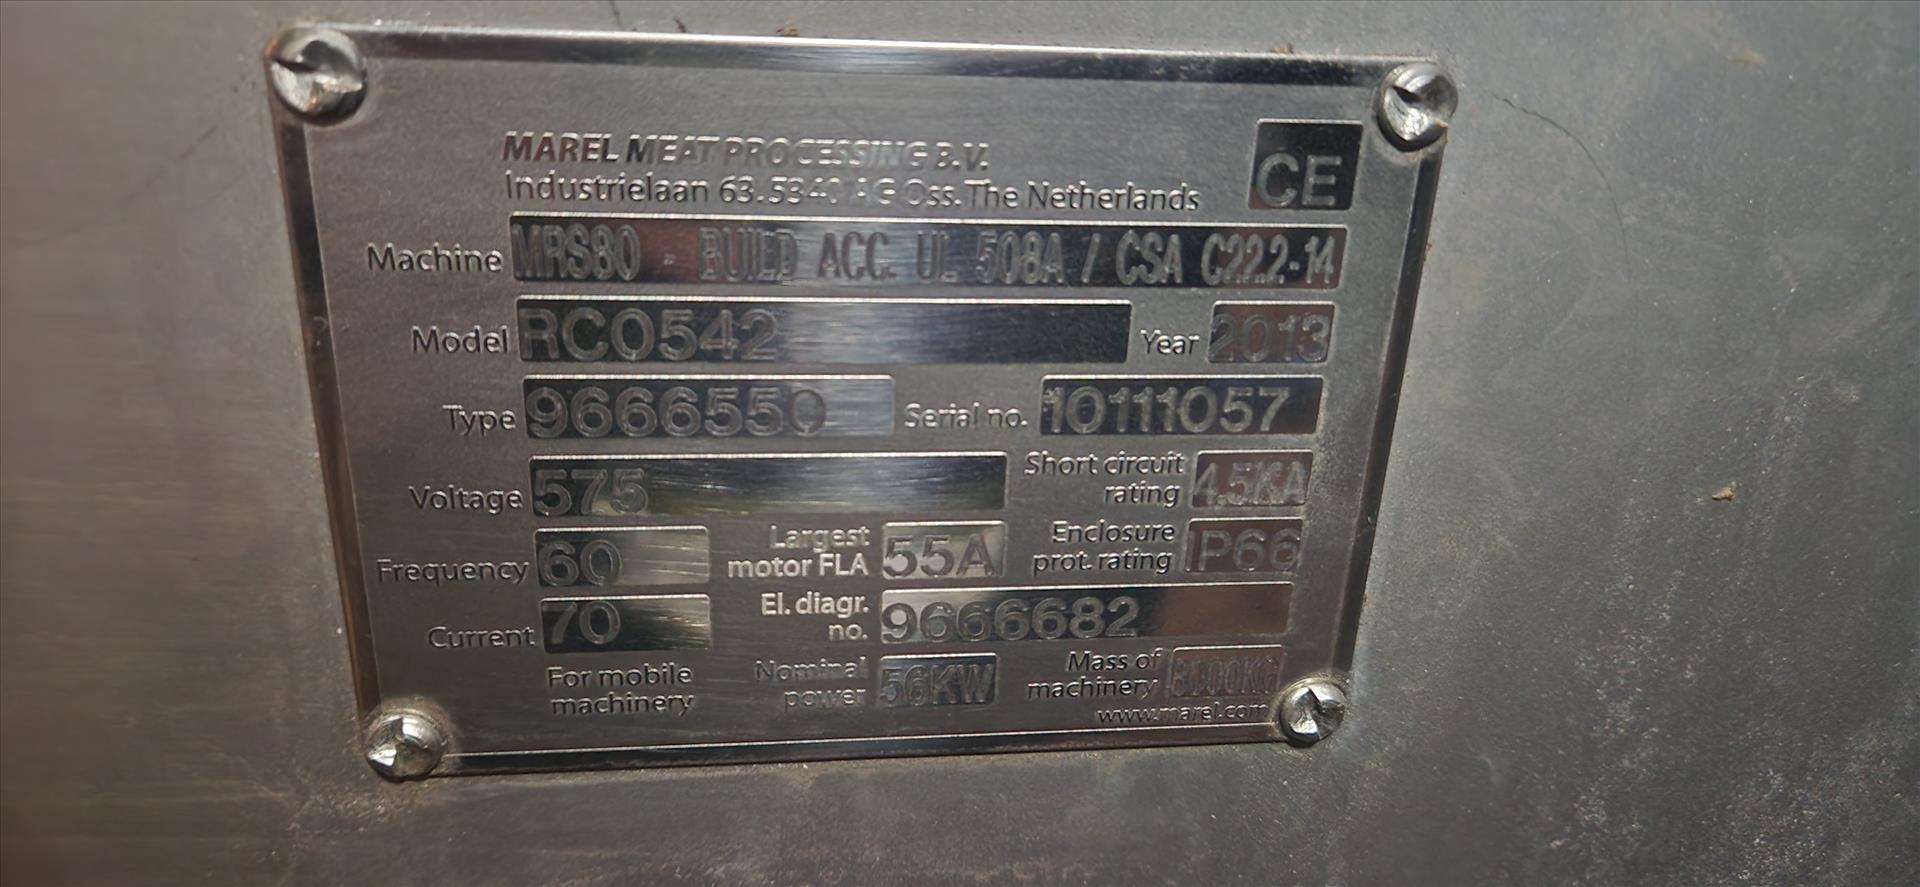 MAREL MEAT PROCESSING B.V.
Industrielaan 63. 5340 AG Oss. The Netherlands
CE
Machine MRS80 - BUILD ACC. UL 508A / CSA C22.2-14
Model RC0542 Year 2013
Type 9666550 Serial no. 10111057
Voltage 575 Short circuit rating 4.5KA
Frequency 60 Largest motor FLA 55A Enclosure prot. rating IP66
Current 70 El. diagr. no. 9666682
For mobile machinery Nominal power 56KW Mass of machinery
www.marel.com